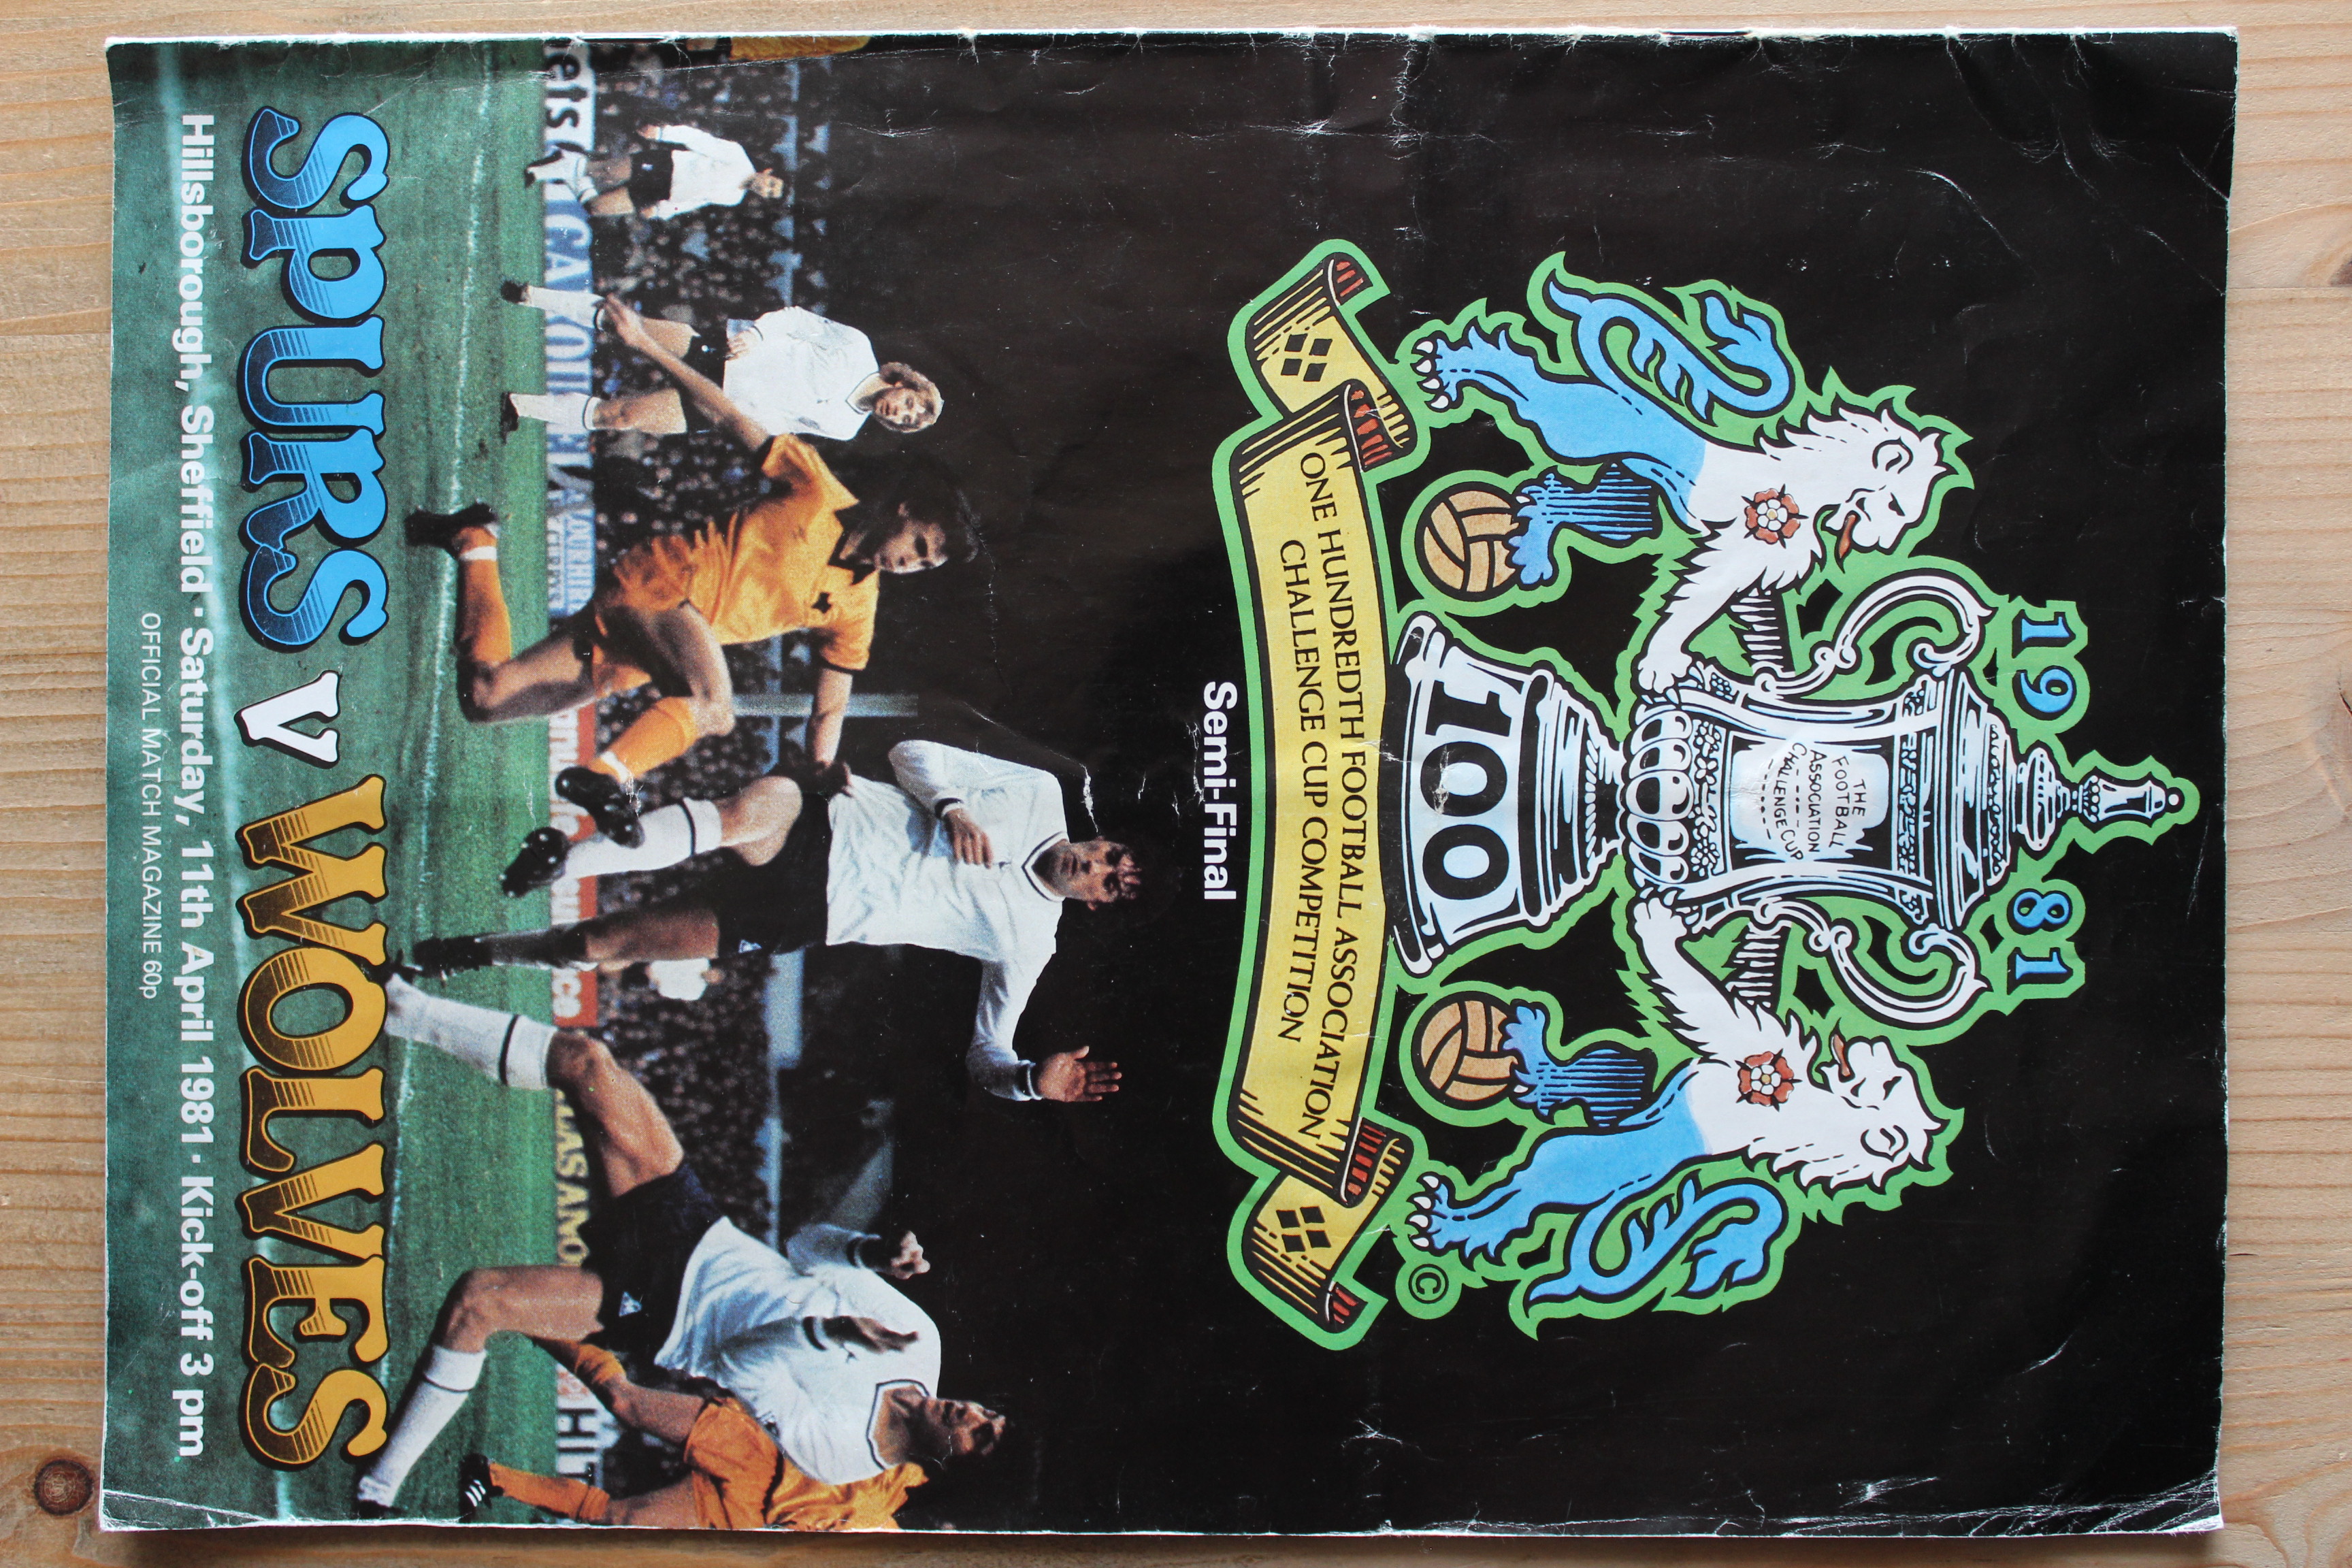 19 81
THE
FOOTBALL
ASSOCIATION
CHALLENGE CUP
100
ONE HUNDREDTH FOOTBALL ASSOCIATION
CHALLENGE CUP COMPETITION
©
Semi-Final
SPURS v WOLVES
Hillsborough, Sheffield · Saturday, 11th April 1981 · Kick-off 3 pm
OFFICIAL MATCH MAGAZINE 60p